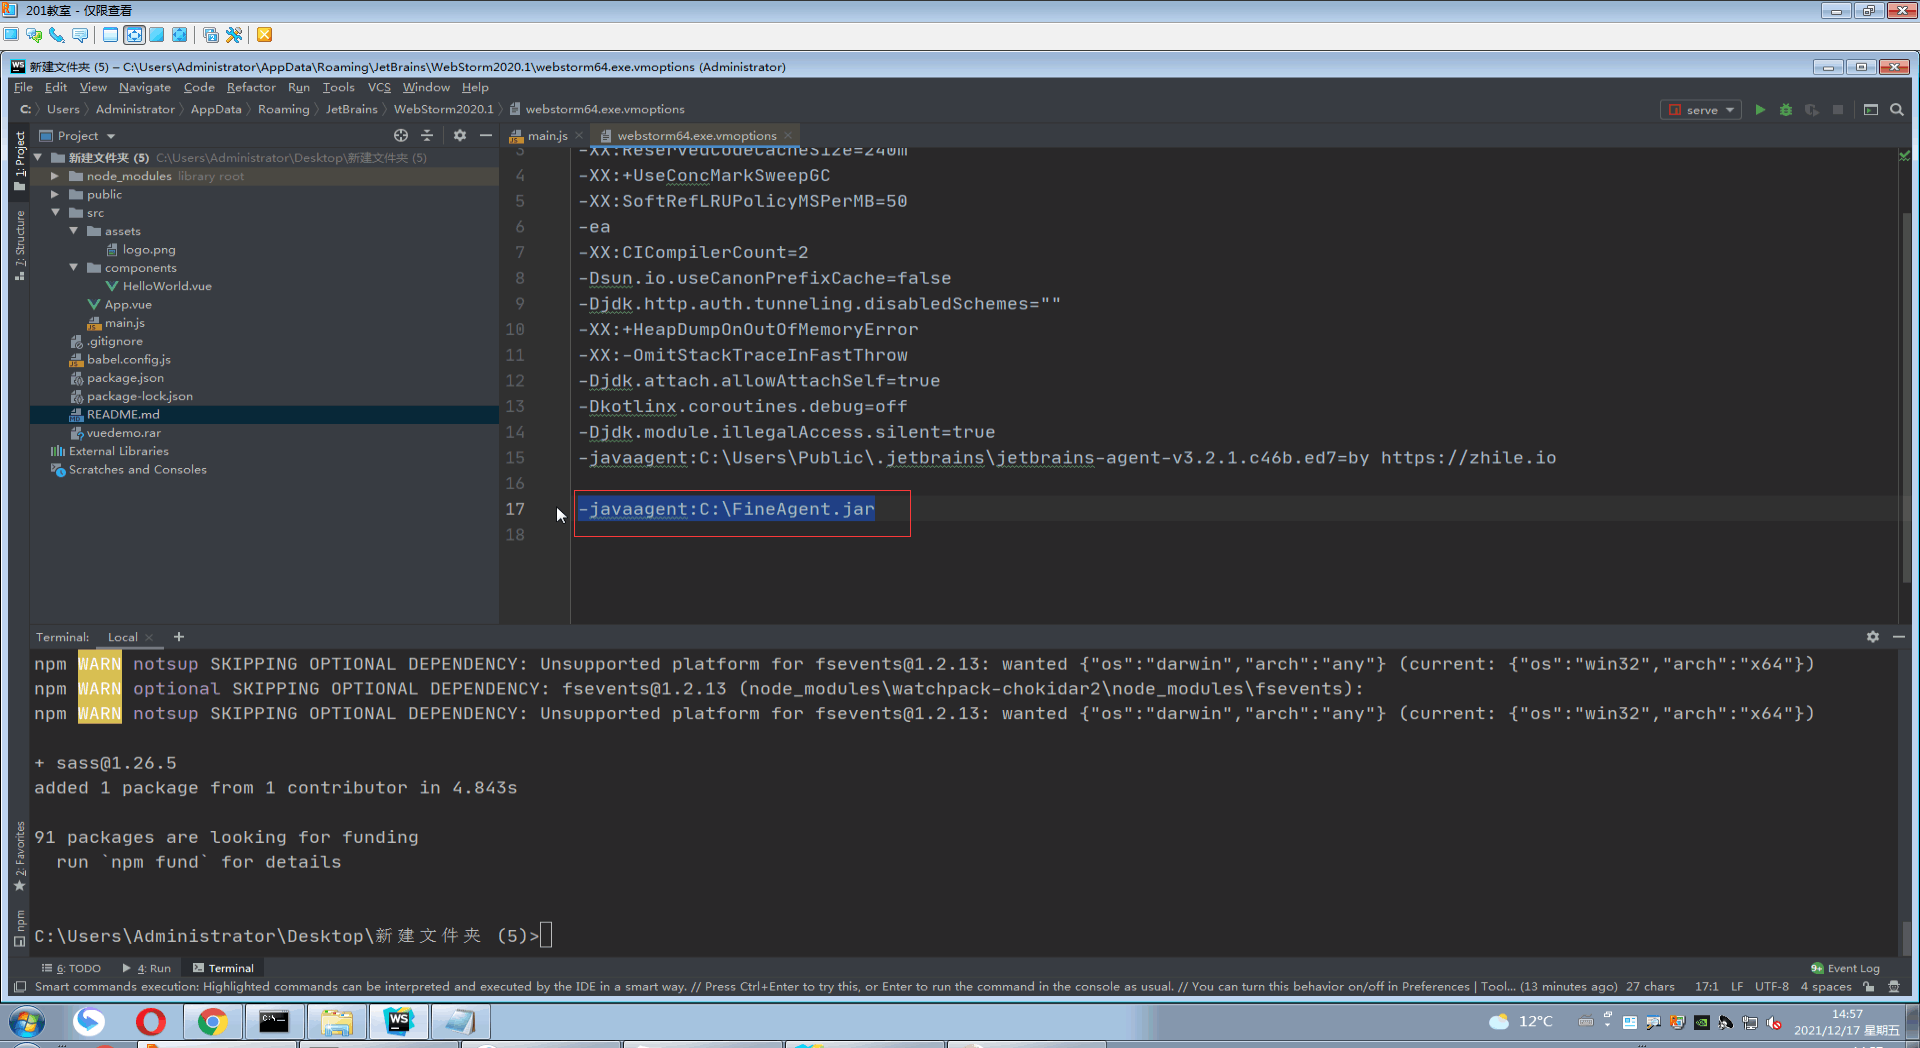 201教室 - 仅限查看
新建文件夹 (5) – C:\Users\Administrator\AppData\Roaming\JetBrains\WebStorm2020.1\webstorm64.exe.vmoptions (Administrator)
File Edit View Navigate Code Refactor Run Tools VCS Window Help
C: Users Administrator AppData Roaming JetBrains WebStorm2020.1 webstorm64.exe.vmoptions
serve
Project
main.js
webstorm64.exe.vmoptions
1: Project
7: Structure
2: Favorites
npm
新建文件夹 (5) C:\Users\Administrator\Desktop\新建文件夹 (5)
node_modules library root
public
src
assets
logo.png
components
HelloWorld.vue
App.vue
main.js
.gitignore
babel.config.js
package.json
package-lock.json
README.md
vuedemo.rar
External Libraries
Scratches and Consoles
3 -XX:ReservedCodeCacheSize=240m
4 -XX:+UseConcMarkSweepGC
5 -XX:SoftRefLRUPolicyMSPerMB=50
6 -ea
7 -XX:CICompilerCount=2
8 -Dsun.io.useCanonPrefixCache=false
9 -Djdk.http.auth.tunneling.disabledSchemes=""
10 -XX:+HeapDumpOnOutOfMemoryError
11 -XX:-OmitStackTraceInFastThrow
12 -Djdk.attach.allowAttachSelf=true
13 -Dkotlinx.coroutines.debug=off
14 -Djdk.module.illegalAccess.silent=true
15 -javaagent:C:\Users\Public\.jetbrains\jetbrains-agent-v3.2.1.c46b.ed7=by https://zhile.io
16
17 -javaagent:C:\FineAgent.jar
18
Terminal: Local +
npm WARN notsup SKIPPING OPTIONAL DEPENDENCY: Unsupported platform for fsevents@1.2.13: wanted {"os":"darwin","arch":"any"} (current: {"os":"win32","arch":"x64"})
npm WARN optional SKIPPING OPTIONAL DEPENDENCY: fsevents@1.2.13 (node_modules\watchpack-chokidar2\node_modules\fsevents):
npm WARN notsup SKIPPING OPTIONAL DEPENDENCY: Unsupported platform for fsevents@1.2.13: wanted {"os":"darwin","arch":"any"} (current: {"os":"win32","arch":"x64"})
+ sass@1.26.5
added 1 package from 1 contributor in 4.843s
91 packages are looking for funding
run `npm fund` for details
C:\Users\Administrator\Desktop\新建文件夹 (5)>
6: TODO 4: Run Terminal
9+ Event Log
Smart commands execution: Highlighted commands can be interpreted and executed by the IDE in a smart way. // Press Ctrl+Enter to try this, or Enter to run the command in the console as usual. // You can turn this behavior on/off in Preferences | Tool... (13 minutes ago) 27 chars 17:1 LF UTF-8 4 spaces
12°C
14:57
2021/12/17 星期五